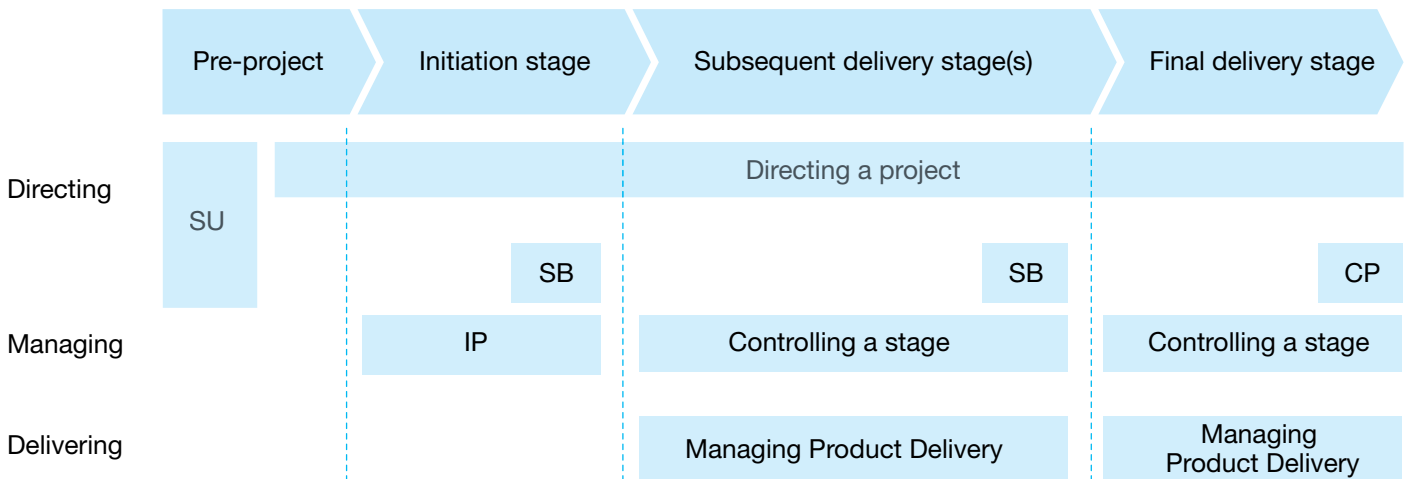 Pre-project
Initiation stage
Subsequent delivery stage(s)
Final delivery stage
Directing
SU
Directing a project
SB
SB
CP
Managing
IP
Controlling a stage
Controlling a stage
Delivering
Managing Product Delivery
Managing
Product Delivery